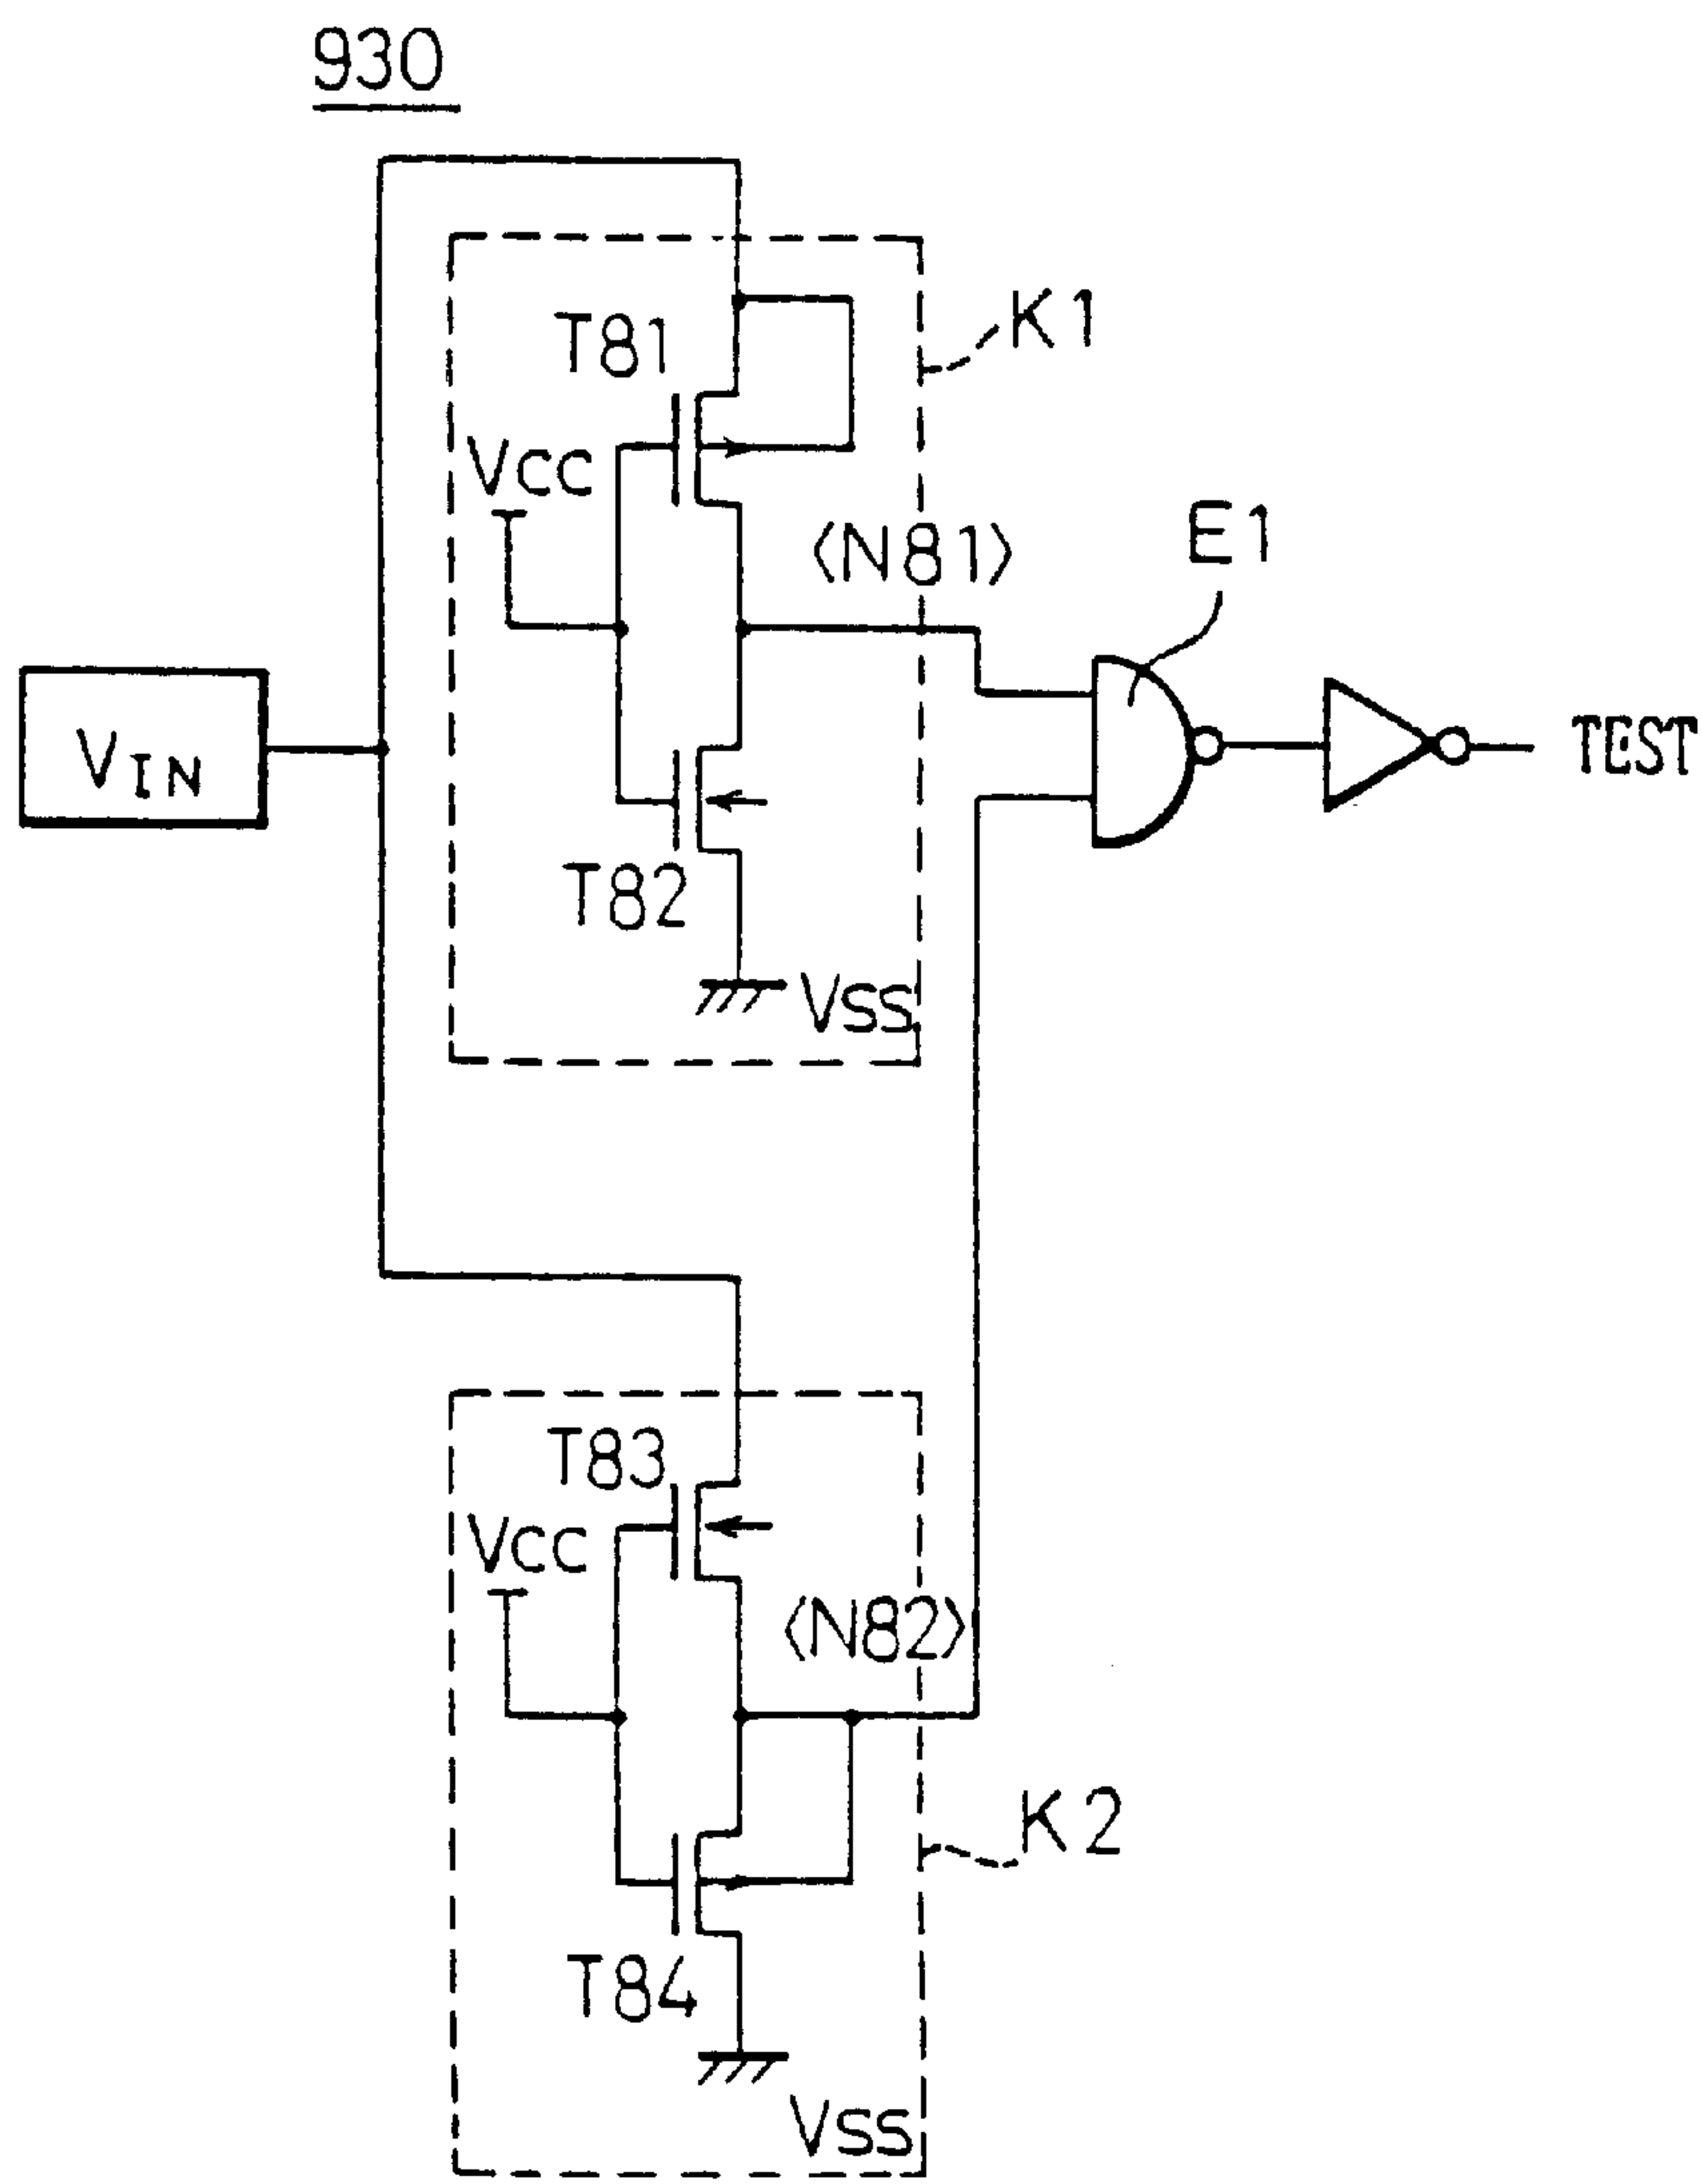 930
T81
K1
VCC
⟨N81⟩
E1
VIN
TEST
T82
VSS
T83
VCC
⟨N82⟩
K2
T84
VSS